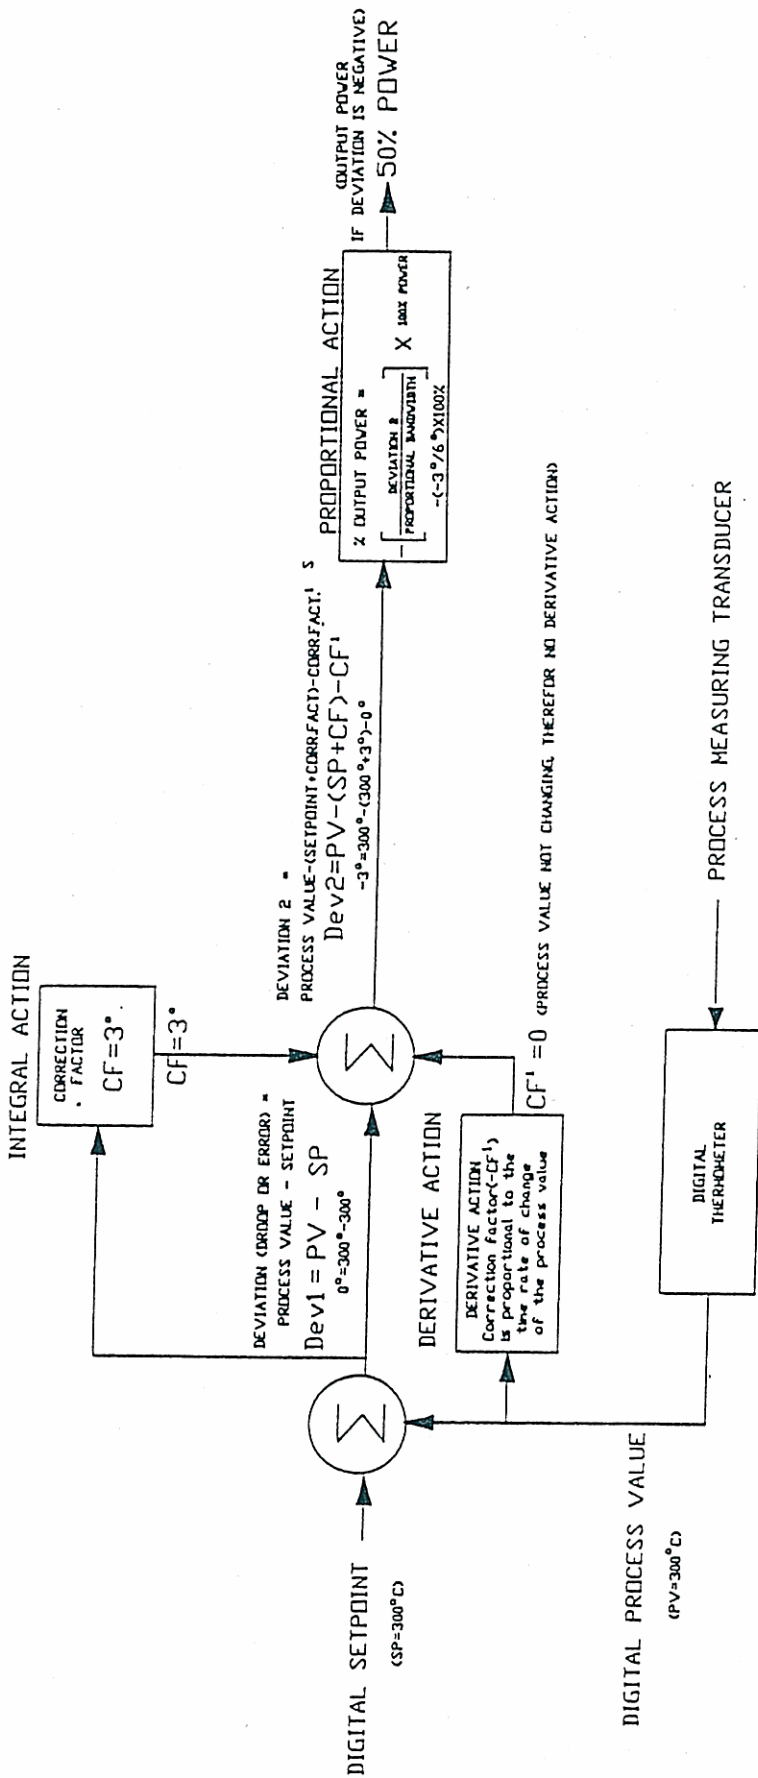 INTEGRAL ACTION
CORRECTION
. FACTOR
CF=3°.
CF=3°
DEVIATION (DROOP OR ERROR) =
PROCESS VALUE - SETPOINT
Dev1 = PV - SP
0°=300°-300°
DIGITAL SETPOINT
(SP=300°C)
Σ
Σ
DEVIATION 2 =
PROCESS VALUE-(SETPOINT+CORR.FACT)-CORR.FACT.¹ S
Dev2=PV-(SP+CF)-CF¹
-3°=300°-(300°+3°)-0°
PROPORTIONAL ACTION
% OUTPUT POWER =
- [DEVIATION 2
PROPORTIONAL BANDWIDTH] X 100% POWER
-(-3°/6°)X100%
(OUTPUT POWER
IF DEVIATION IS NEGATIVE)
50% POWER
DERIVATIVE ACTION
DERIVATIVE ACTION
Correction factor(-CF¹)
is proportional to the
the rate of change
of the process value
CF¹ =0 (PROCESS VALUE NOT CHANGING, THEREFOR NO DERIVATIVE ACTION)
DIGITAL PROCESS VALUE
(PV=300°C)
DIGITAL
THERMOMETER
PROCESS MEASURING TRANSDUCER